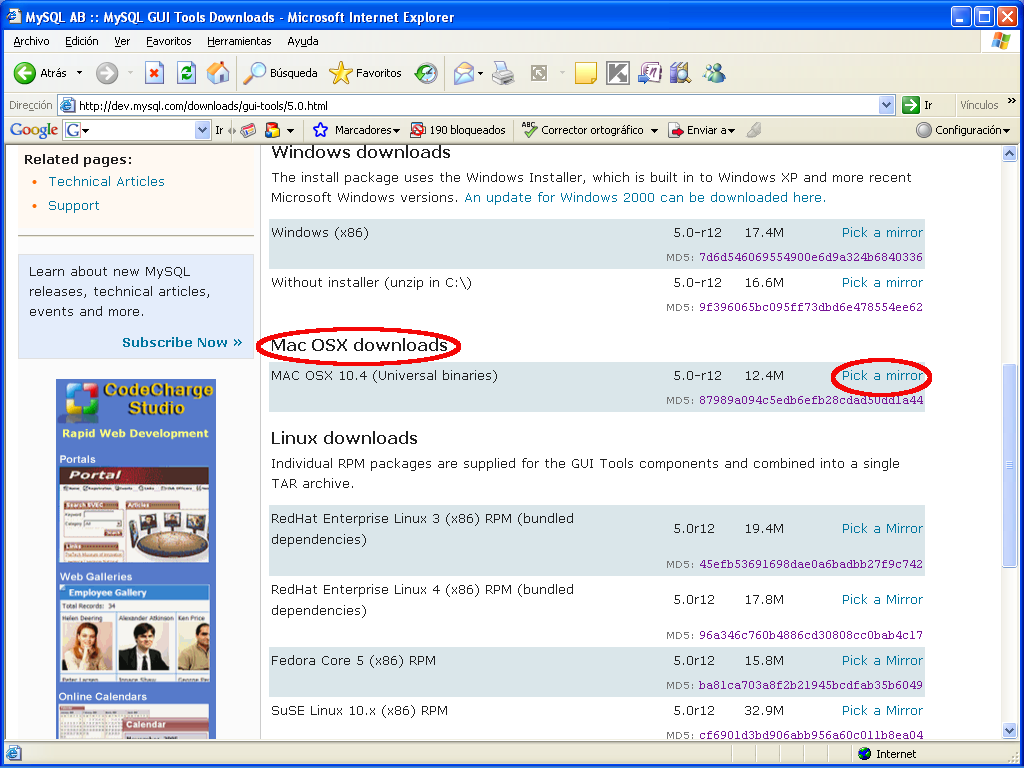 MySQL AB :: MySQL GUI Tools Downloads - Microsoft Internet Explorer
Archivo Edición Ver Favoritos Herramientas Ayuda
Atrás Búsqueda Favoritos
Dirección http://dev.mysql.com/downloads/gui-tools/5.0.html Ir Vínculos »
Google G Ir Marcadores 190 bloqueados ABC Corrector ortográfico Enviar a Configuración
Related pages:
• Technical Articles
• Support
Learn about new MySQL
releases, technical articles,
events and more.
Subscribe Now »
CodeCharge
Studio
Rapid Web Development
Portals
Portal
Web Galleries
Employee Gallery
Total Records: 34
Helen Deering Alexander Atkinson Ken Price
Online Calendars
Calendar
Windows downloads
The install package uses the Windows Installer, which is built in to Windows XP and more recent
Microsoft Windows versions. An update for Windows 2000 can be downloaded here.
Windows (x86) 5.0-r12 17.4M Pick a mirror
MD5: 7d6d546069554900e6d9a324b6840336
Without installer (unzip in C:\) 5.0-r12 16.6M Pick a mirror
MD5: 9f396065bc095ff73dbd6e478554ee62
Mac OSX downloads
MAC OSX 10.4 (Universal binaries) 5.0-r12 12.4M Pick a mirror
MD5: 87989a094c5edb6efb28cdad50dd1a44
Linux downloads
Individual RPM packages are supplied for the GUI Tools components and combined into a single
TAR archive.
RedHat Enterprise Linux 3 (x86) RPM (bundled
dependencies) 5.0r12 19.4M Pick a Mirror
MD5: 45efb53691698dae0a6badbb27f9c742
RedHat Enterprise Linux 4 (x86) RPM (bundled
dependencies) 5.0r12 17.8M Pick a Mirror
MD5: 96a346c760b4886cd30808cc0bab4c17
Fedora Core 5 (x86) RPM 5.0r12 15.8M Pick a Mirror
MD5: ba81ca703a8f2b21945bcdfab35b6049
SuSE Linux 10.x (x86) RPM 5.0r12 32.9M Pick a Mirror
MD5: cf6901d3bd906abb956a60c011b8ea04
Internet